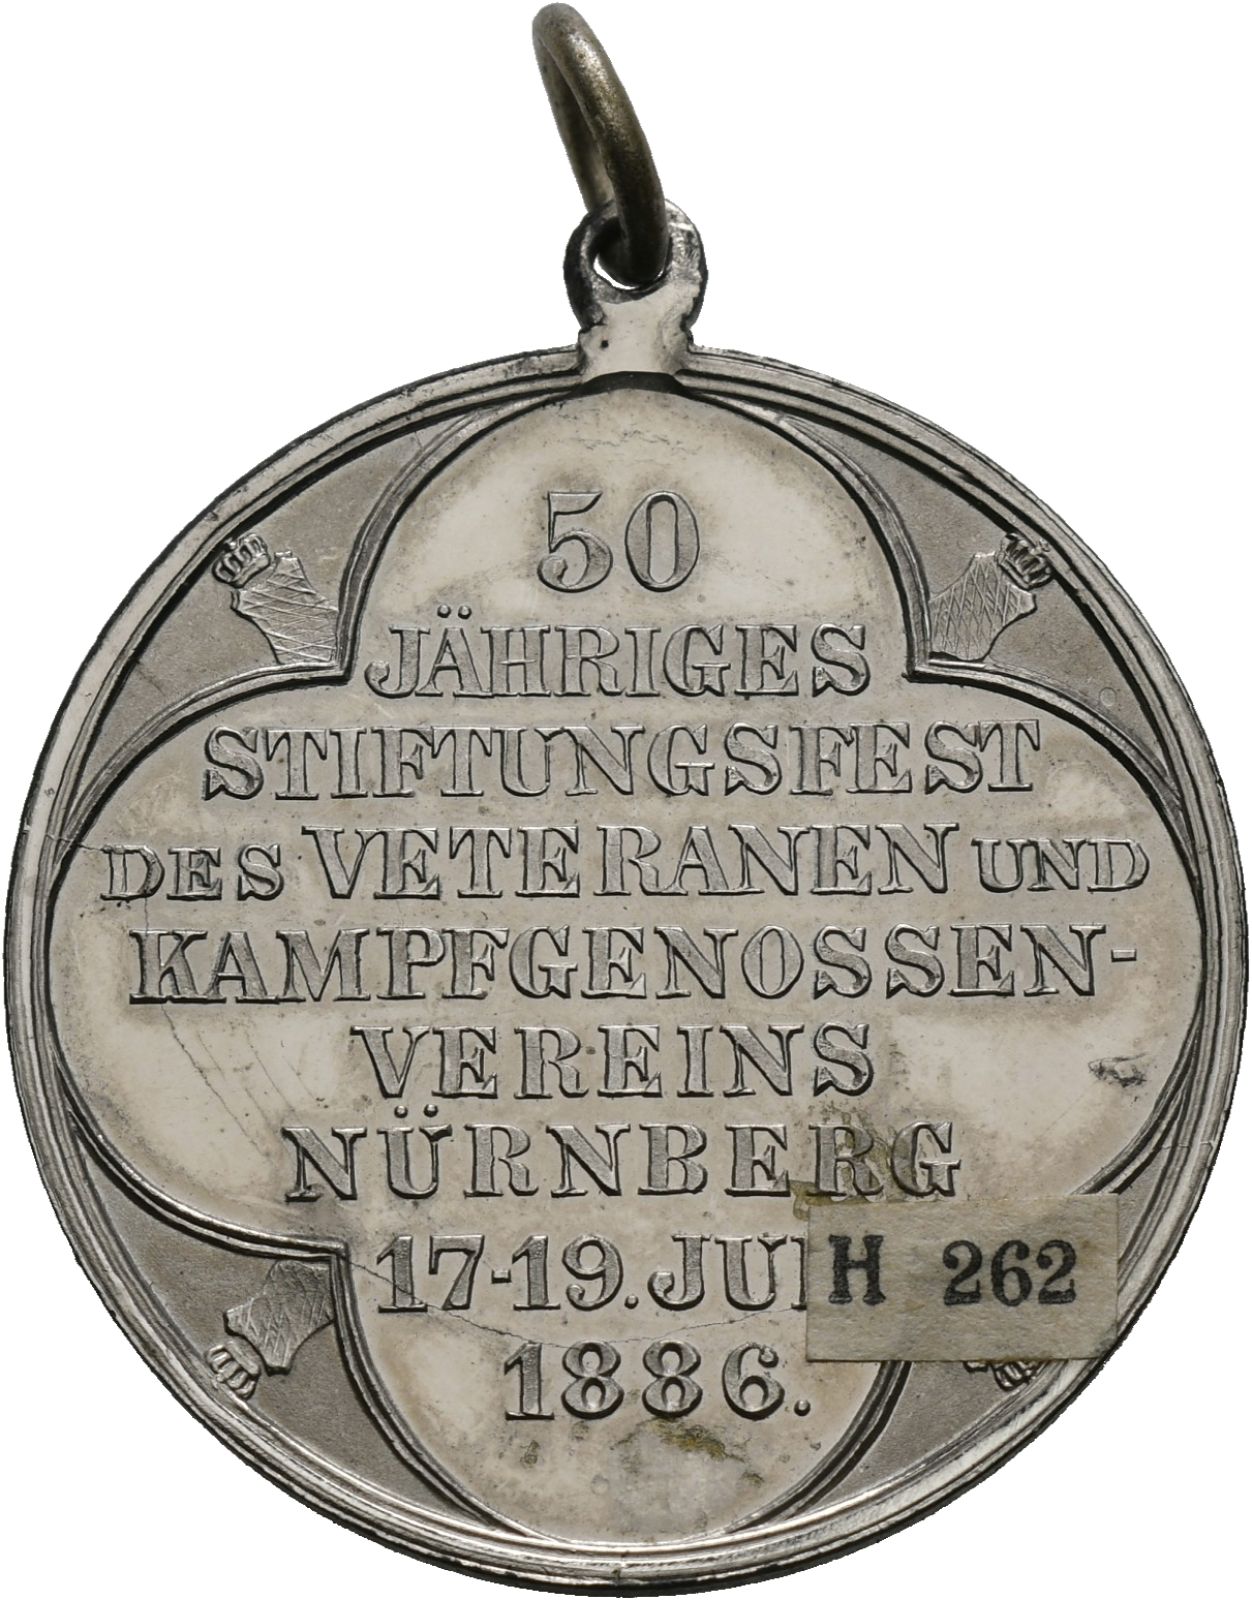 50
JÄHRIGES
STIFTUNGSFEST
DES VETERANEN UND
KAMPFGENOSSEN-
VEREINS
NÜRNBERG
17-19. JU
H 262
1886.